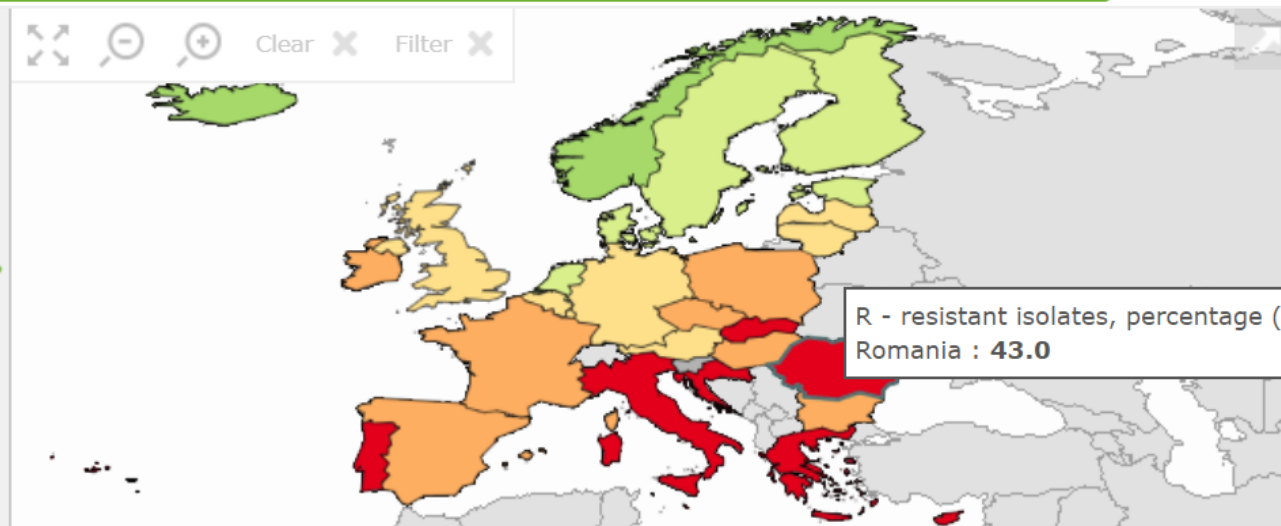 Clear
Filter
R - resistant isolates, percentage (
Romania : 43.0